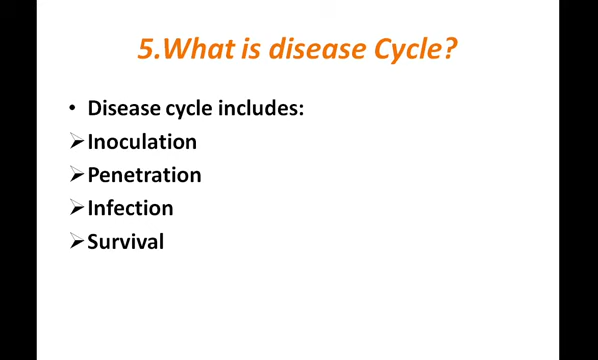 5.What is disease Cycle?
• Disease cycle includes:
➢Inoculation
➢Penetration
➢Infection
➢Survival